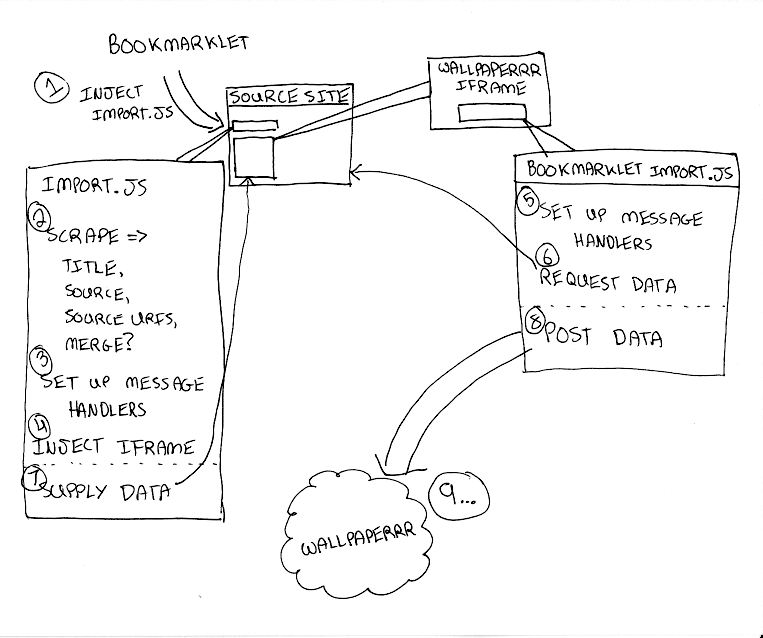 BOOKMARKLET
1 INJECT
IMPORT.JS
SOURCE SITE
WALLPAPERRR
IFRAME
IMPORT.JS
2 SCRAPE =>
TITLE,
SOURCE,
SOURCE URFS,
MERGE?
3 SET UP MESSAGE
HANDLERS
4 INJECT IFRAME
7 SUPPLY DATA
BOOKMARKLET IMPORT.JS
5 SET UP MESSAGE
HANDLERS
6 REQUEST DATA
8 POST DATA
WALLPAPERRR
9...